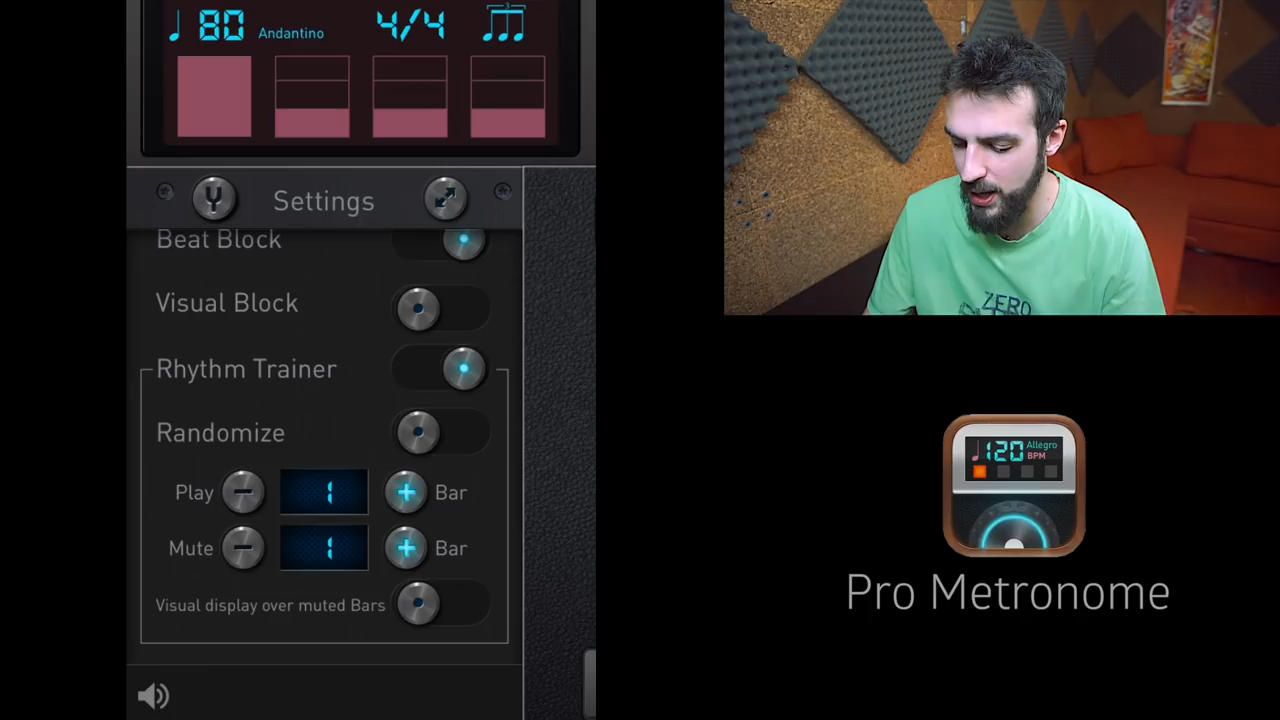 80 Andantino 4/4 3
Settings
Beat Block
Visual Block
Rhythm Trainer
Randomize
Play − 1 + Bar
Mute − 1 + Bar
Visual display over muted Bars
ZERO
120 Allegro
BPM
Pro Metronome